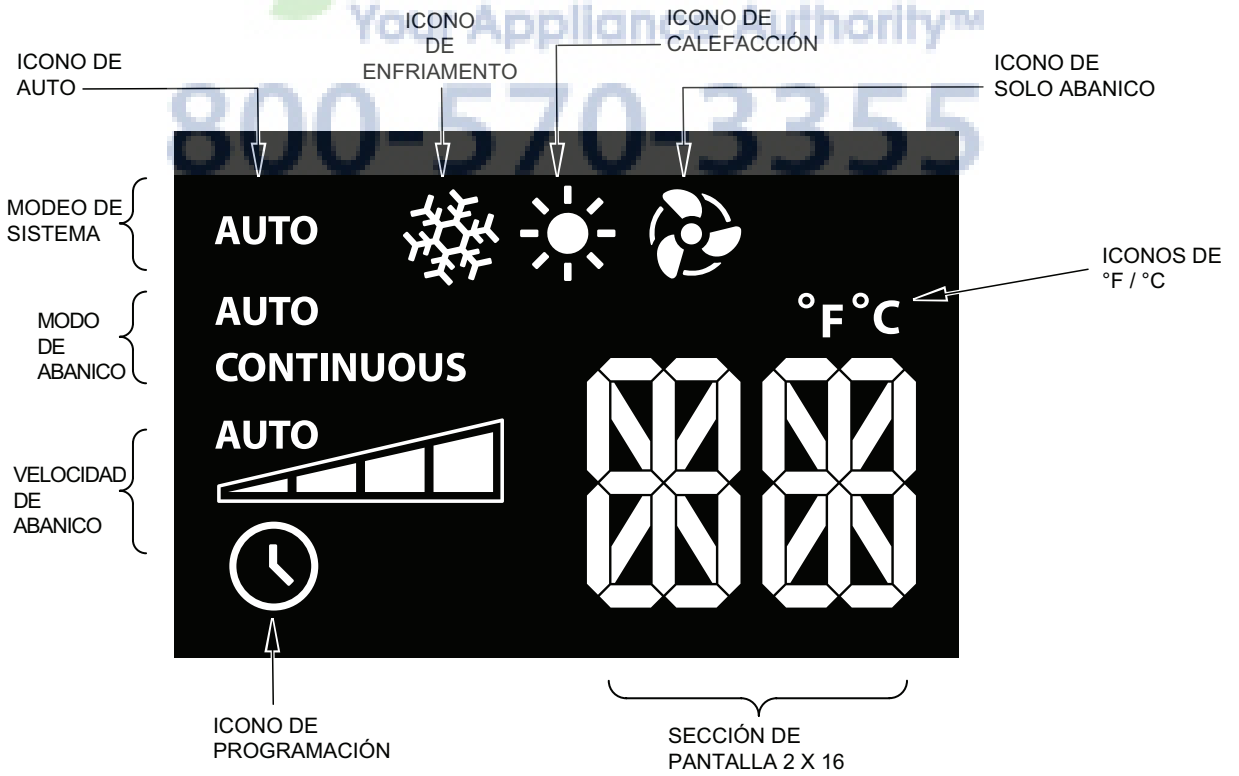 Your Appliance Authority™
800-570-3355
ICONO DE
AUTO
ICONO
DE
ENFRIAMENTO
ICONO DE
CALEFACCIÓN
ICONO DE
SOLO ABANICO
MODEO DE
SISTEMA
AUTO
ICONOS DE
°F / °C
MODO
DE
ABANICO
AUTO
CONTINUOUS
°F °C
VELOCIDAD
DE
ABANICO
AUTO
ICONO DE
PROGRAMACIÓN
SECCIÓN DE
PANTALLA 2 X 16